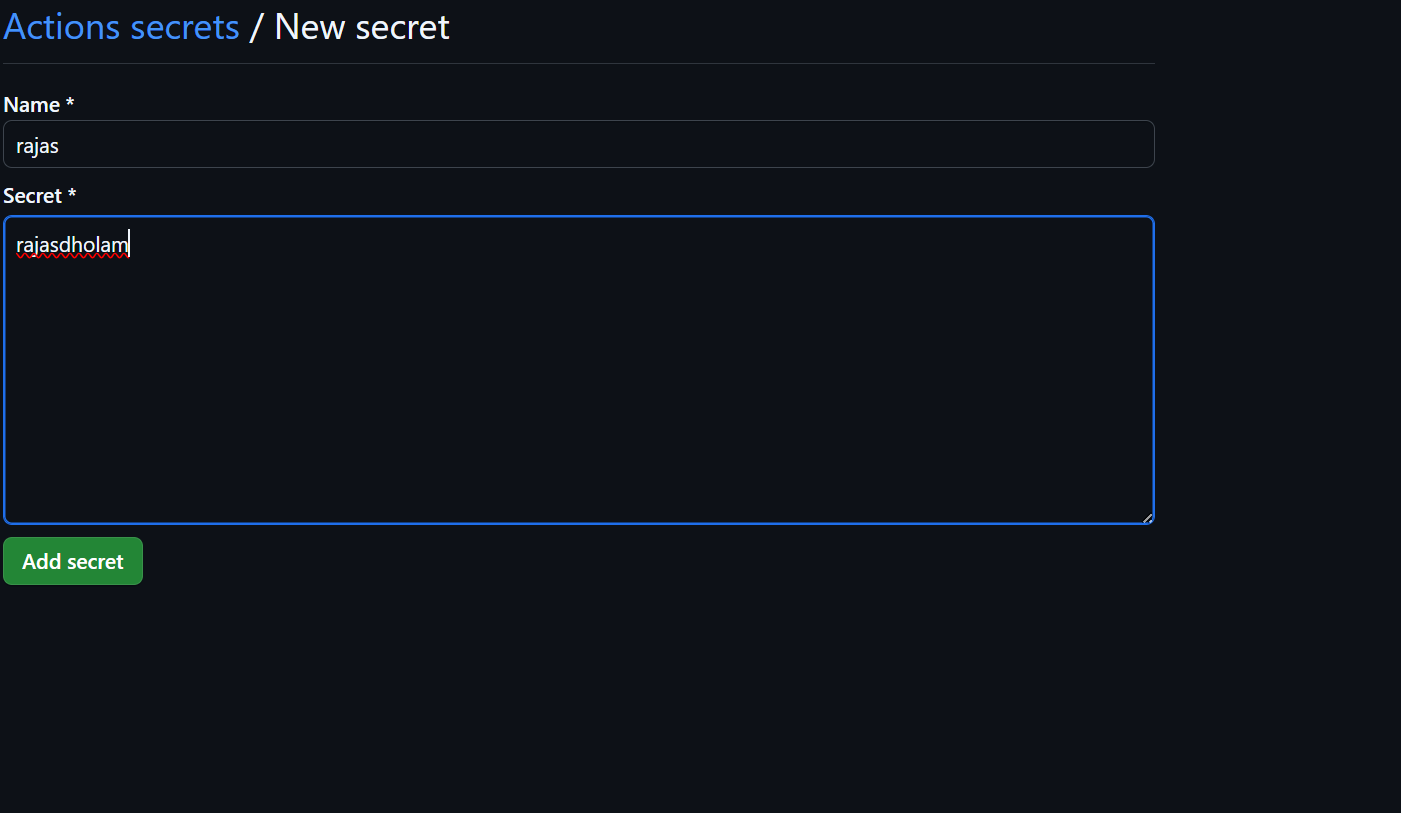 Actions secrets / New secret
Name *
rajas
Secret *
rajasdholam
Add secret